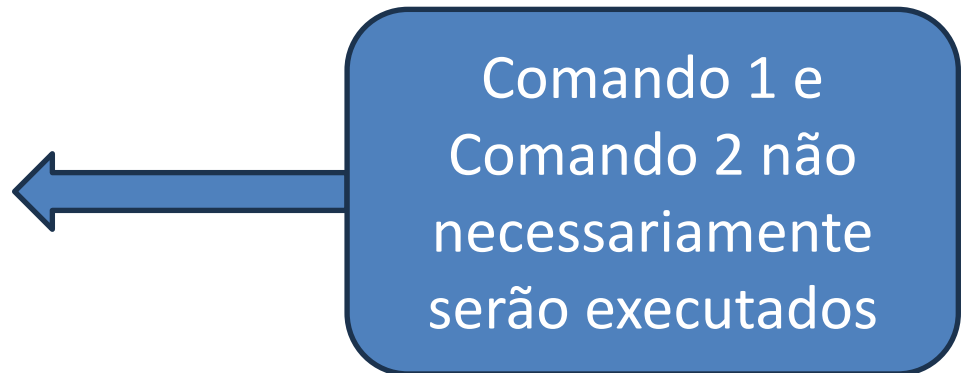 Comando 1 e
Comando 2 não
necessariamente
serão executados